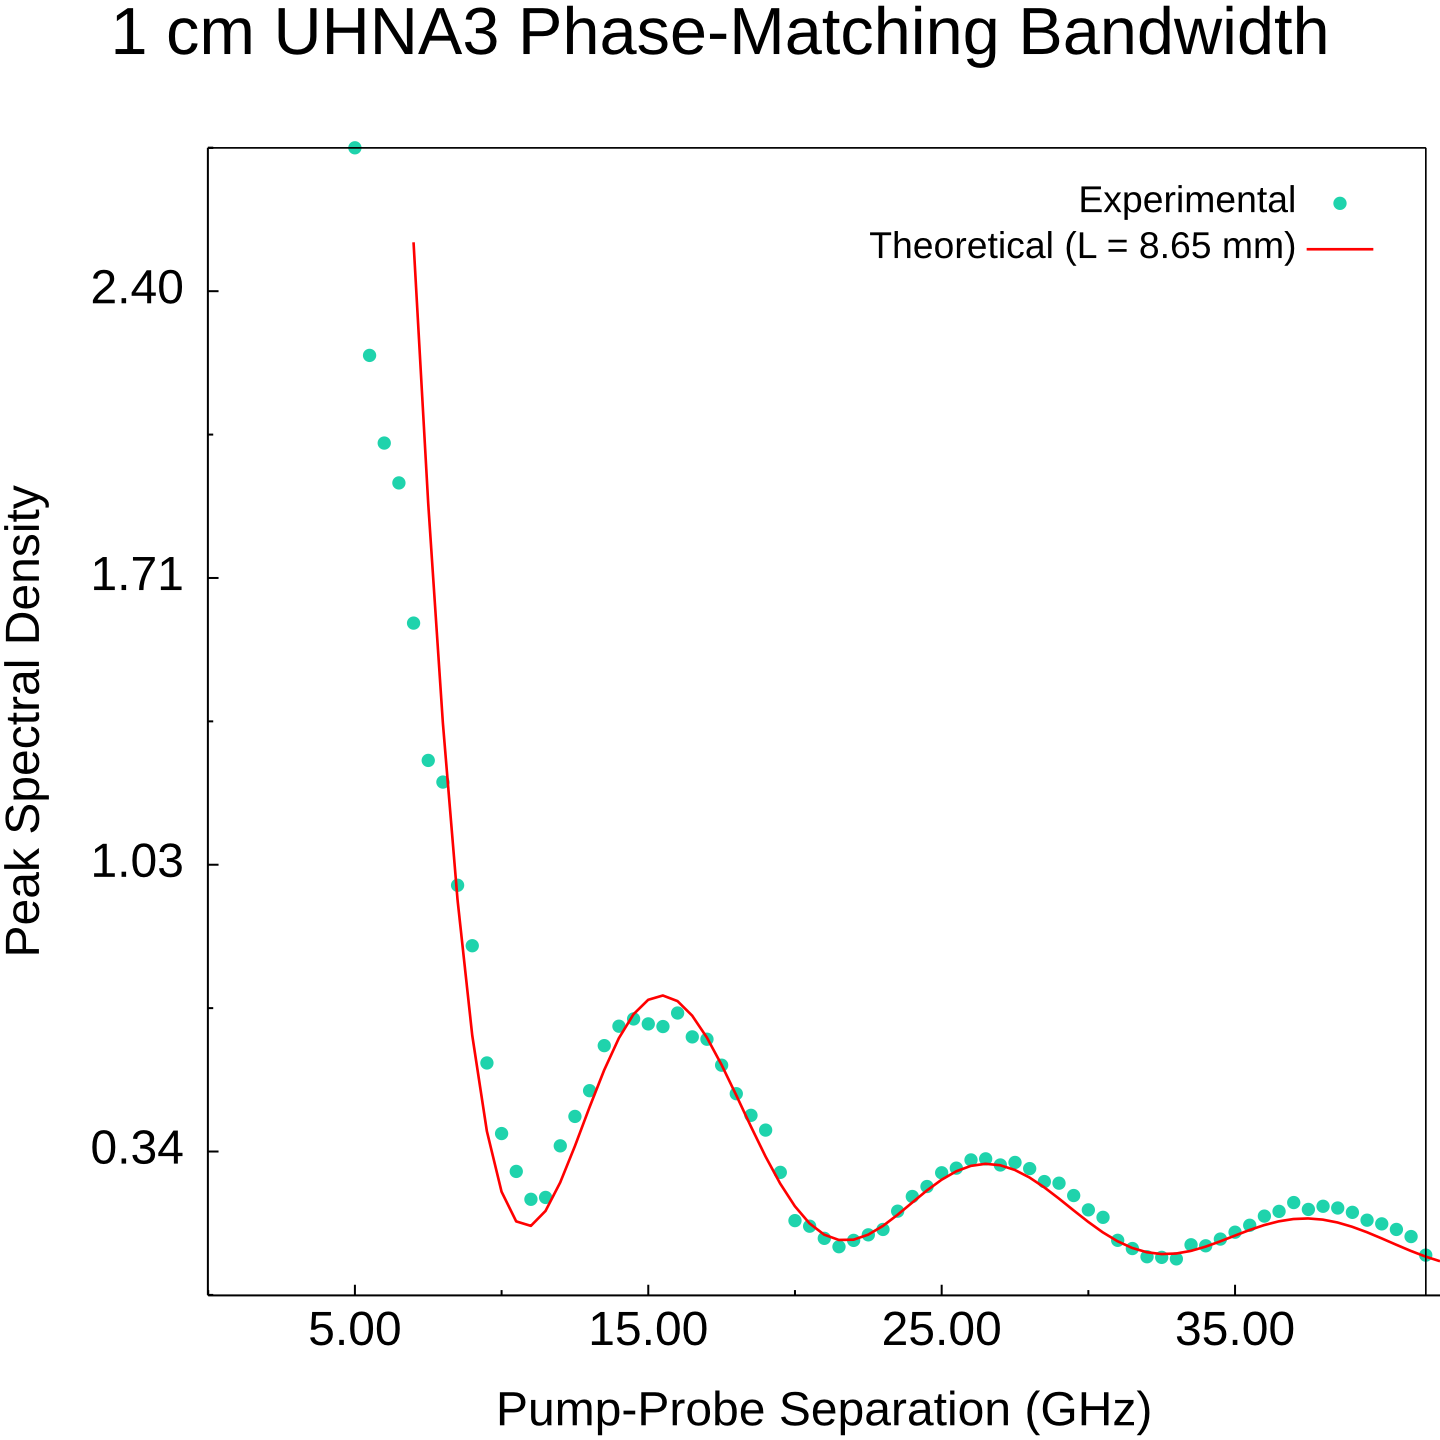 1 cm UHNA3 Phase-Matching Bandwidth
Experimental
Theoretical (L = 8.65 mm)
2.40
1.71
1.03
0.34
Peak Spectral Density
5.00 15.00 25.00 35.00
Pump-Probe Separation (GHz)